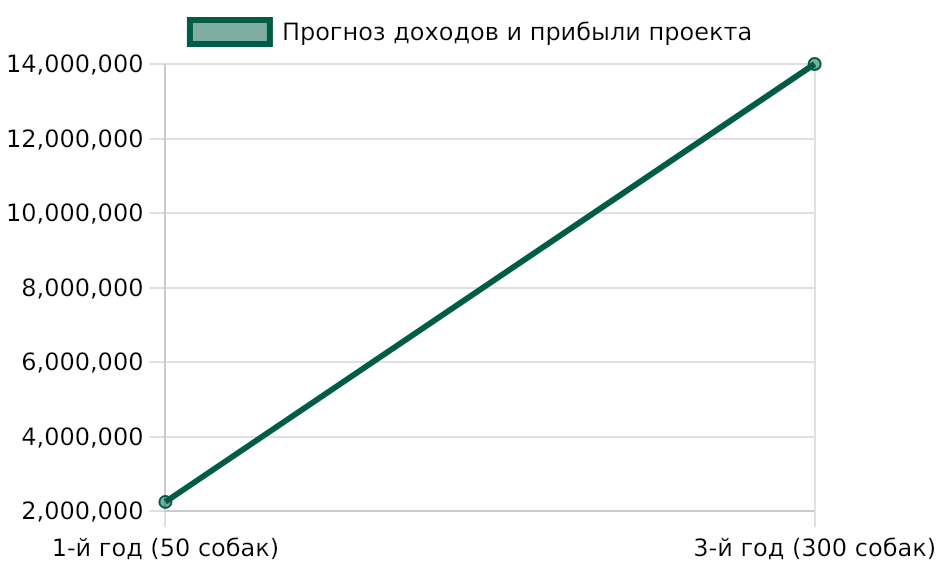 Прогноз доходов и прибыли проекта
14,000,000
12,000,000
10,000,000
8,000,000
6,000,000
4,000,000
2,000,000
1-й год (50 собак)
3-й год (300 собак)